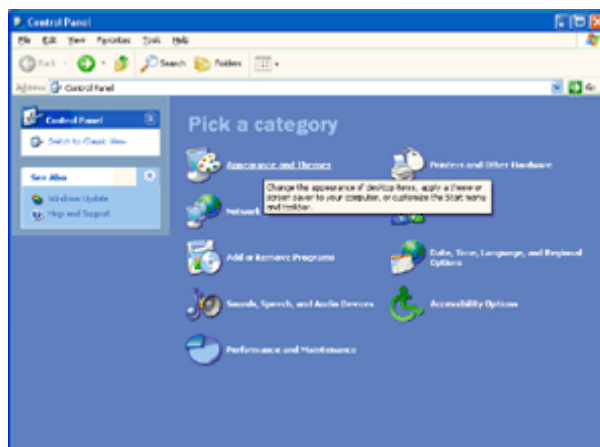 Control Panel
File Edit View Favorites Tools Help
Back Search Folders
Address Control Panel Go
Control Panel
Switch to Classic View
See Also
Windows Update
Help and Support
Pick a category
Appearance and Themes
Printers and Other Hardware
Change the appearance of desktop items, apply a theme or
screen saver to your computer, or customize the Start menu
and taskbar.
Network
Add or Remove Programs
Date, Time, Language, and Regional
Options
Sounds, Speech, and Audio Devices
Accessibility Options
Performance and Maintenance